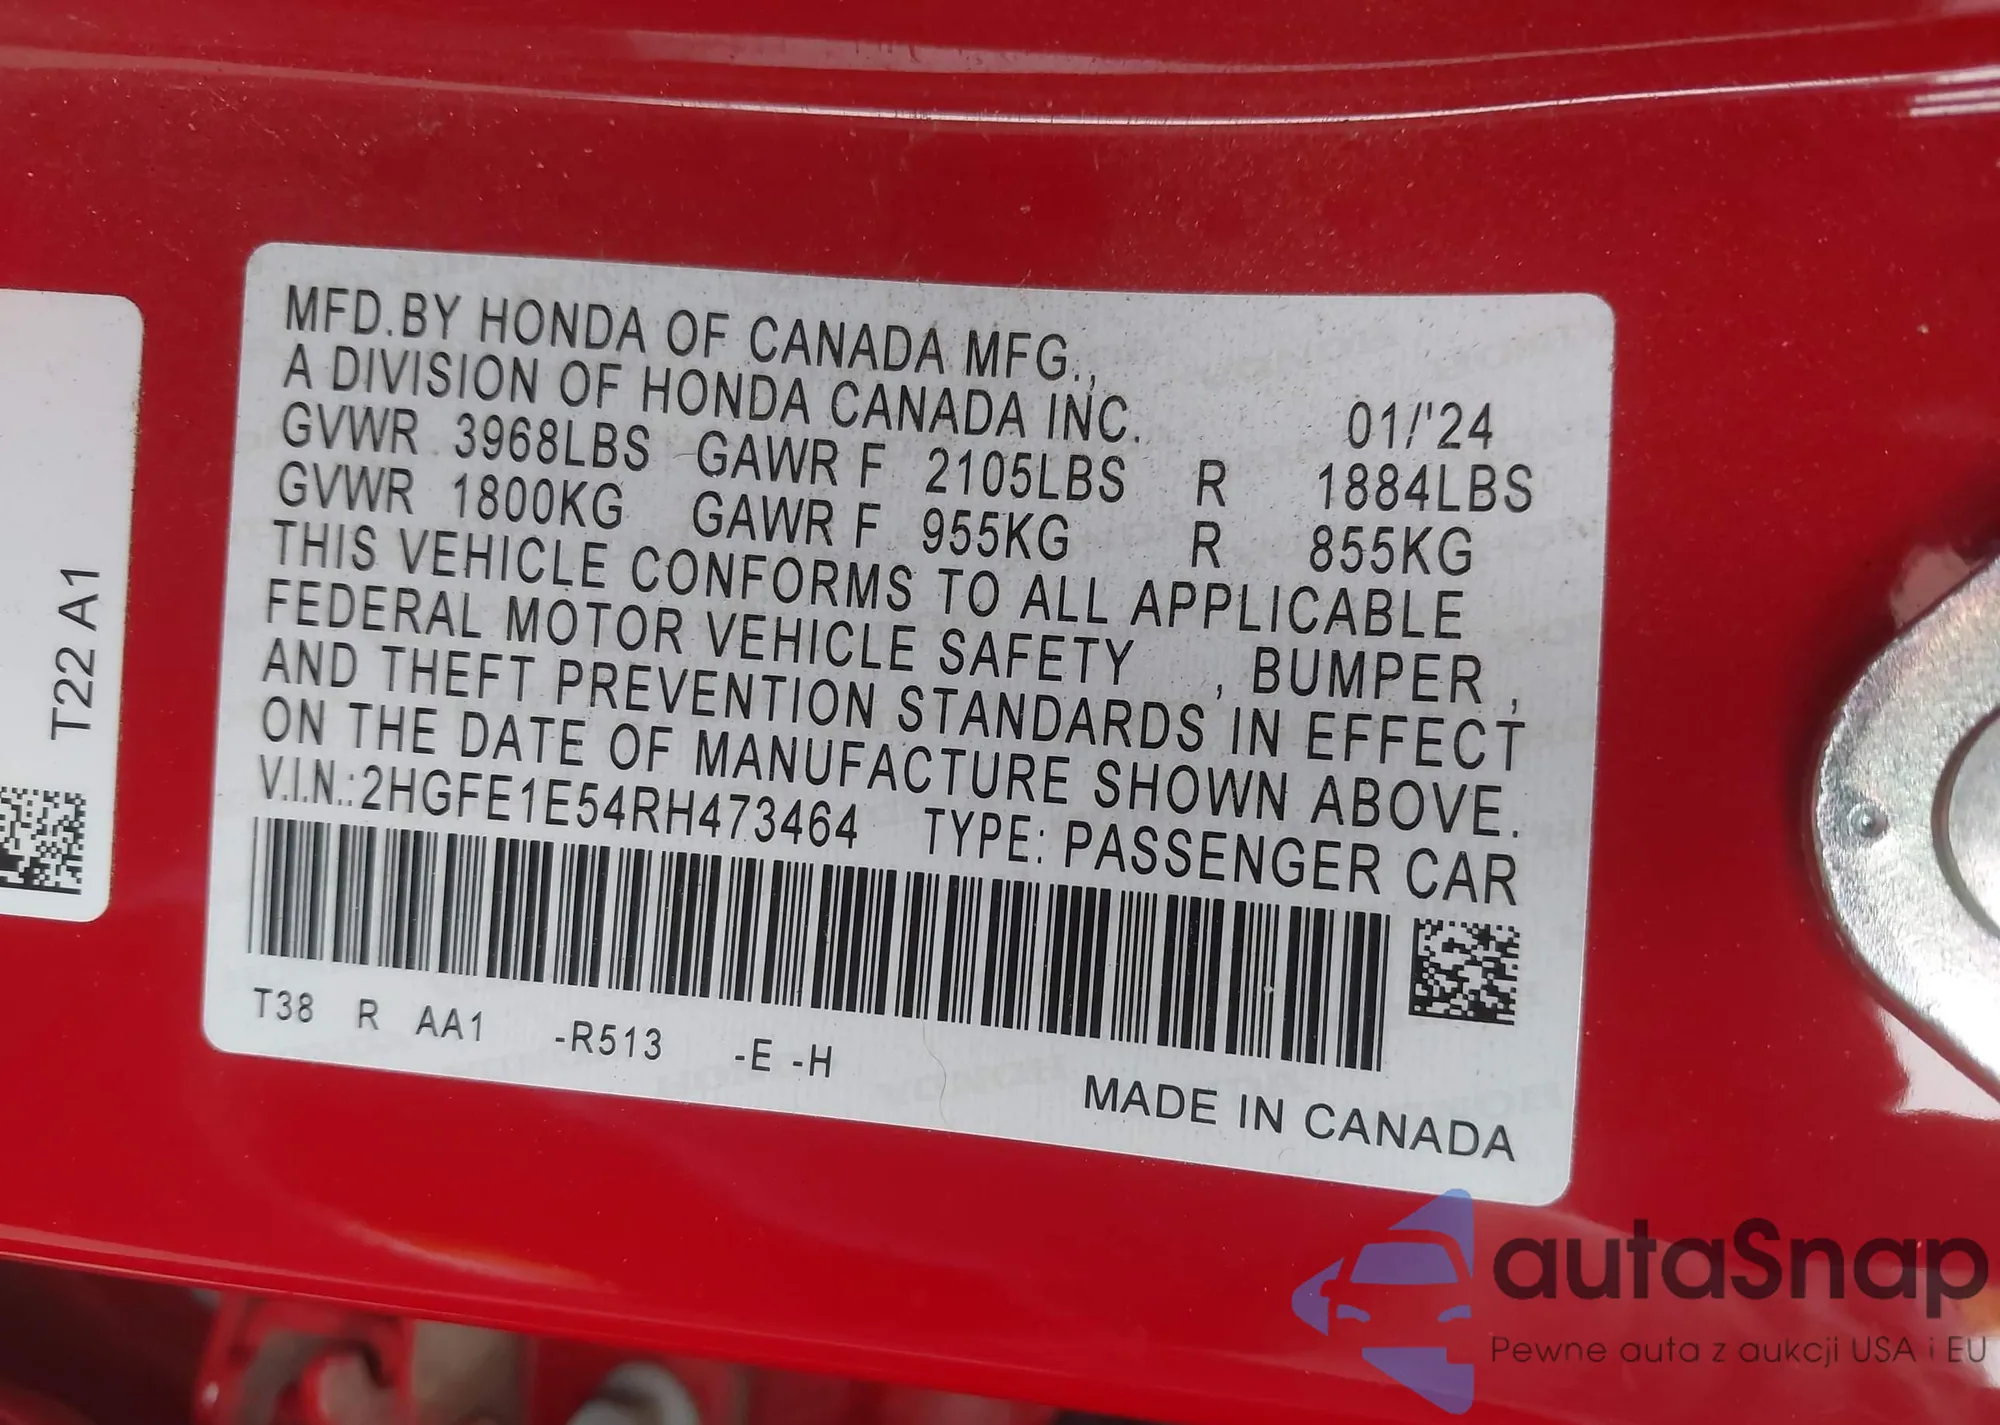 MFD.BY HONDA OF CANADA MFG.,
A DIVISION OF HONDA CANADA INC. 01/'24
GVWR 3968LBS GAWR F 2105LBS R 1884LBS
GVWR 1800KG GAWR F 955KG R 855KG
THIS VEHICLE CONFORMS TO ALL APPLICABLE
FEDERAL MOTOR VEHICLE SAFETY , BUMPER ,
AND THEFT PREVENTION STANDARDS IN EFFECT
ON THE DATE OF MANUFACTURE SHOWN ABOVE.
V.I.N.:2HGFE1E54RH473464 TYPE: PASSENGER CAR
T38 R AA1 -R513 -E -H
MADE IN CANADA
T22 A1
autaSnap
Pewne auta z aukcji USA i EU